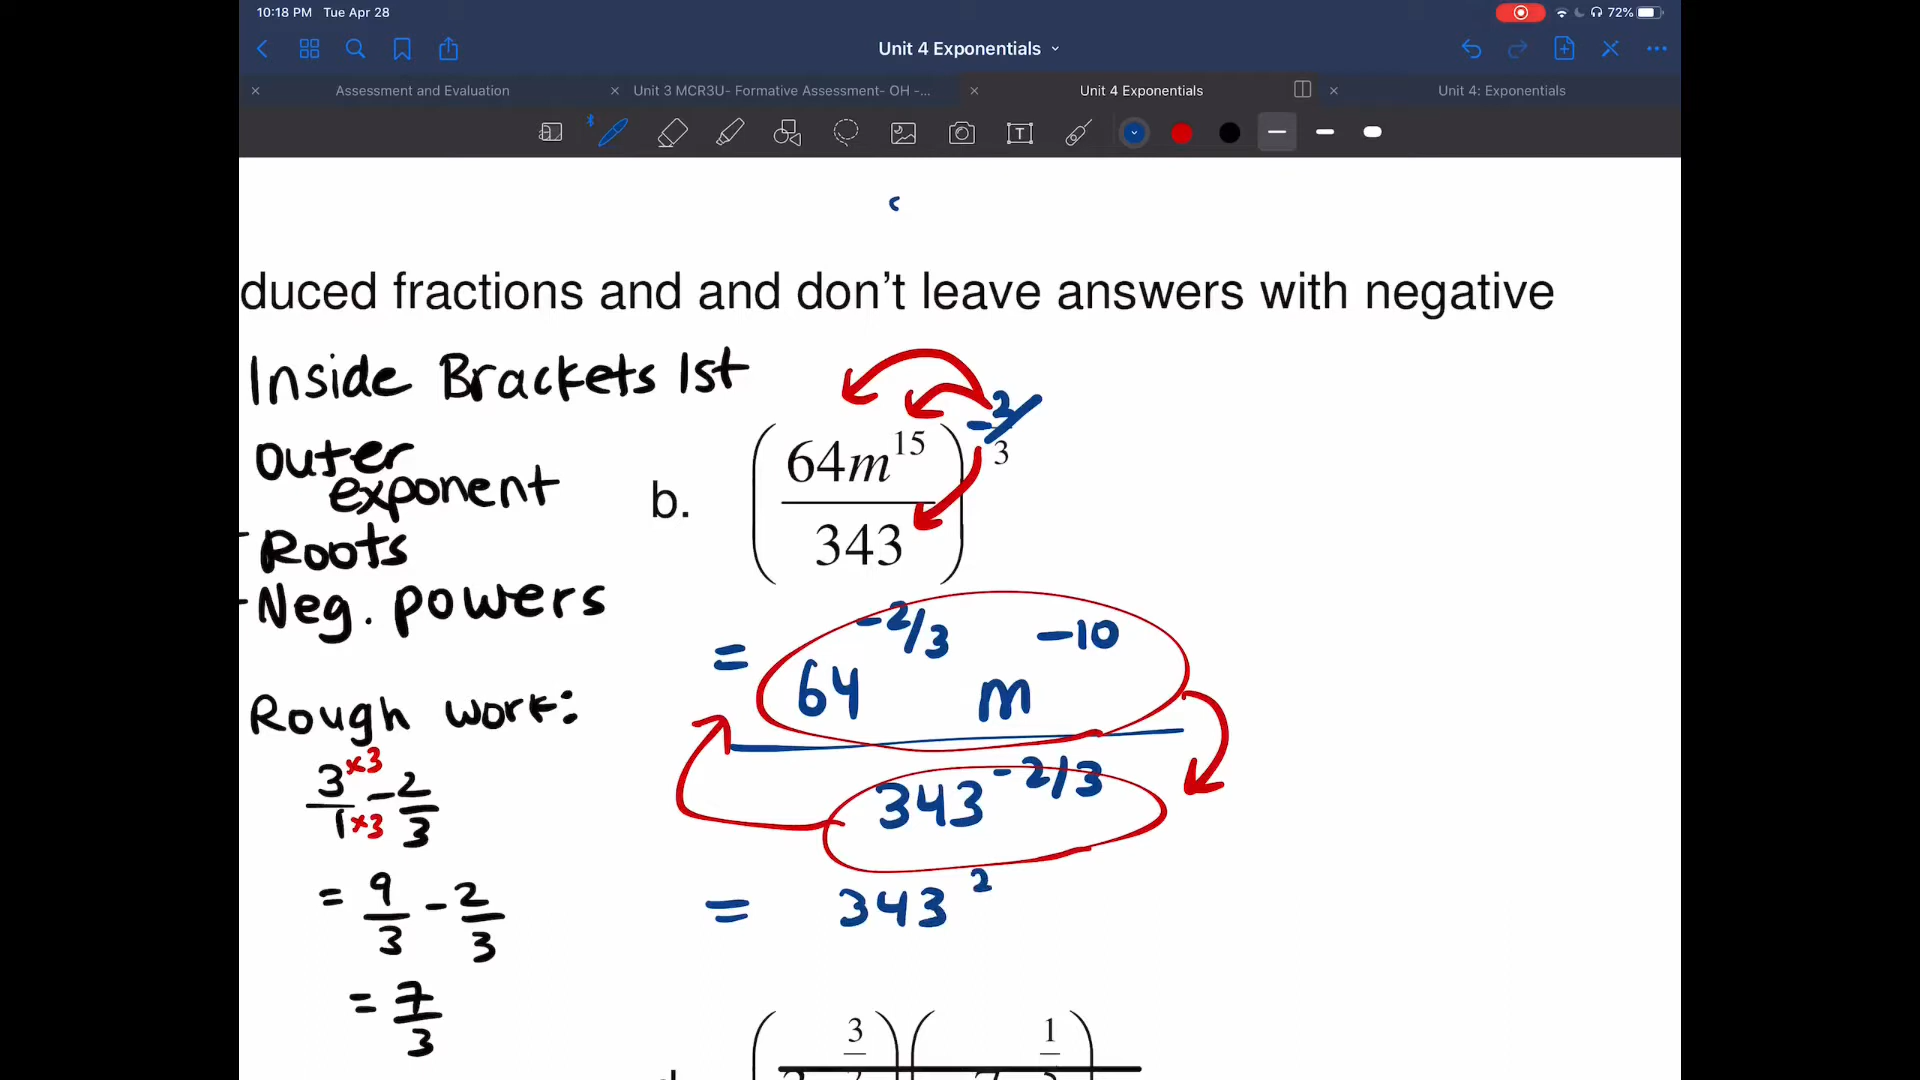 10:18 PM Tue Apr 28
72%
Unit 4 Exponentials
Assessment and Evaluation
Unit 3 MCR3U- Formative Assessment- OH -...
Unit 4 Exponentials
Unit 4: Exponentials
duced fractions and and don't leave answers with negative
Inside Brackets 1st
Outer
exponent
Roots
-Neg. powers
b. (64m^15 / 343)^-2/3
= 64^-2/3 m^-10
343^-2/3
= 343^2
Rough work:
3×3 / 1×3 - 2/3
= 9/3 - 2/3
= 7/3
3 1